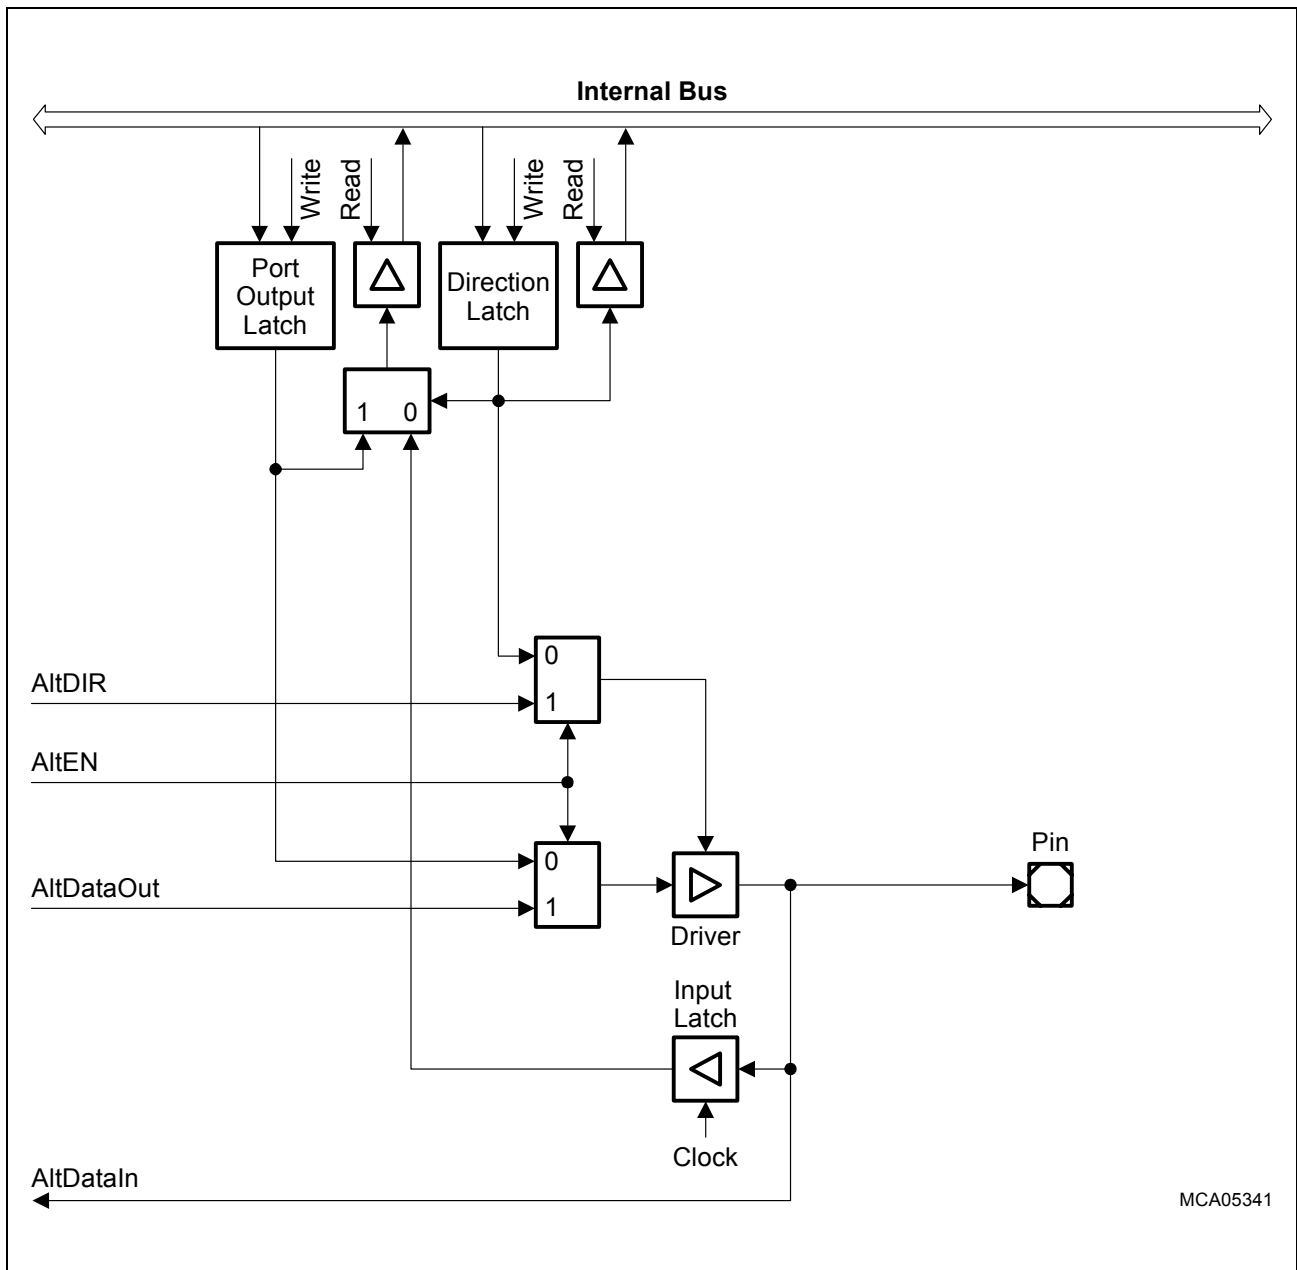 Internal Bus
Write
Read
Write
Read
Port
Output
Latch
Direction
Latch
1 0
0
AltDIR
1
AltEN
0
AltDataOut
1
Driver
Pin
Input
Latch
Clock
AltDataIn
MCA05341